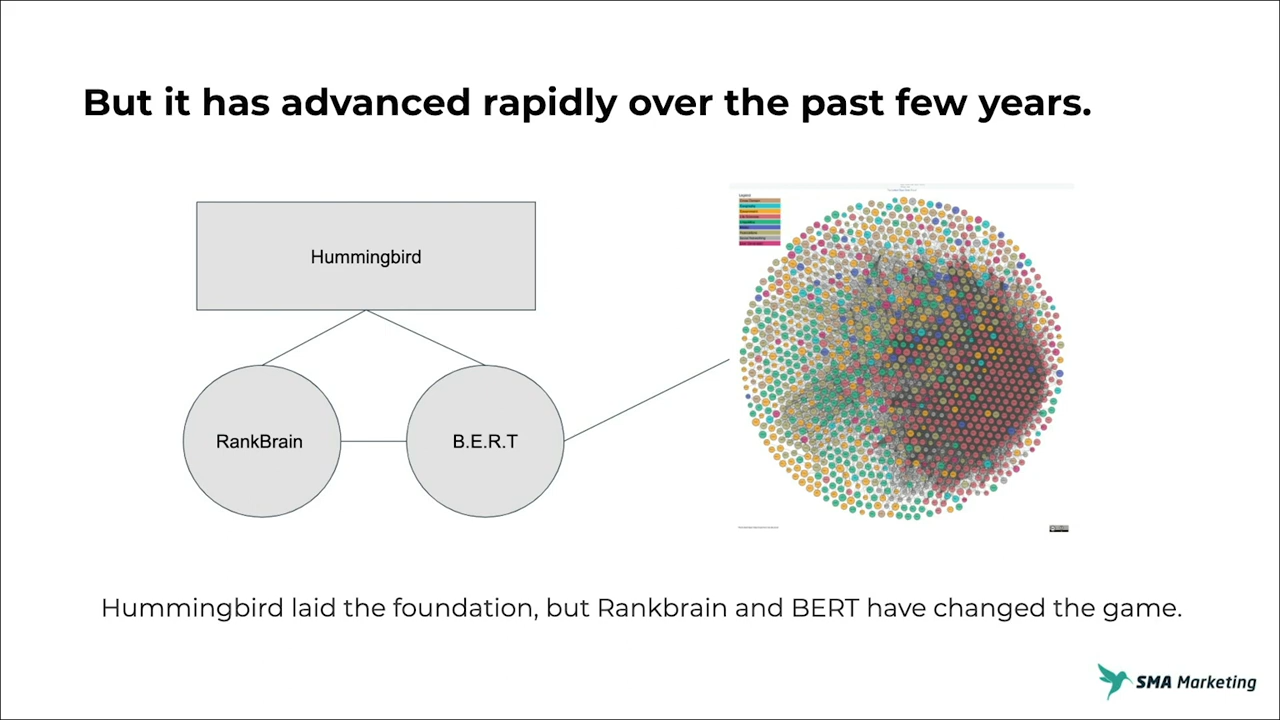 But it has advanced rapidly over the past few years.
Hummingbird
RankBrain
B.E.R.T
Legend
Hummingbird laid the foundation, but Rankbrain and BERT have changed the game.
SMA Marketing